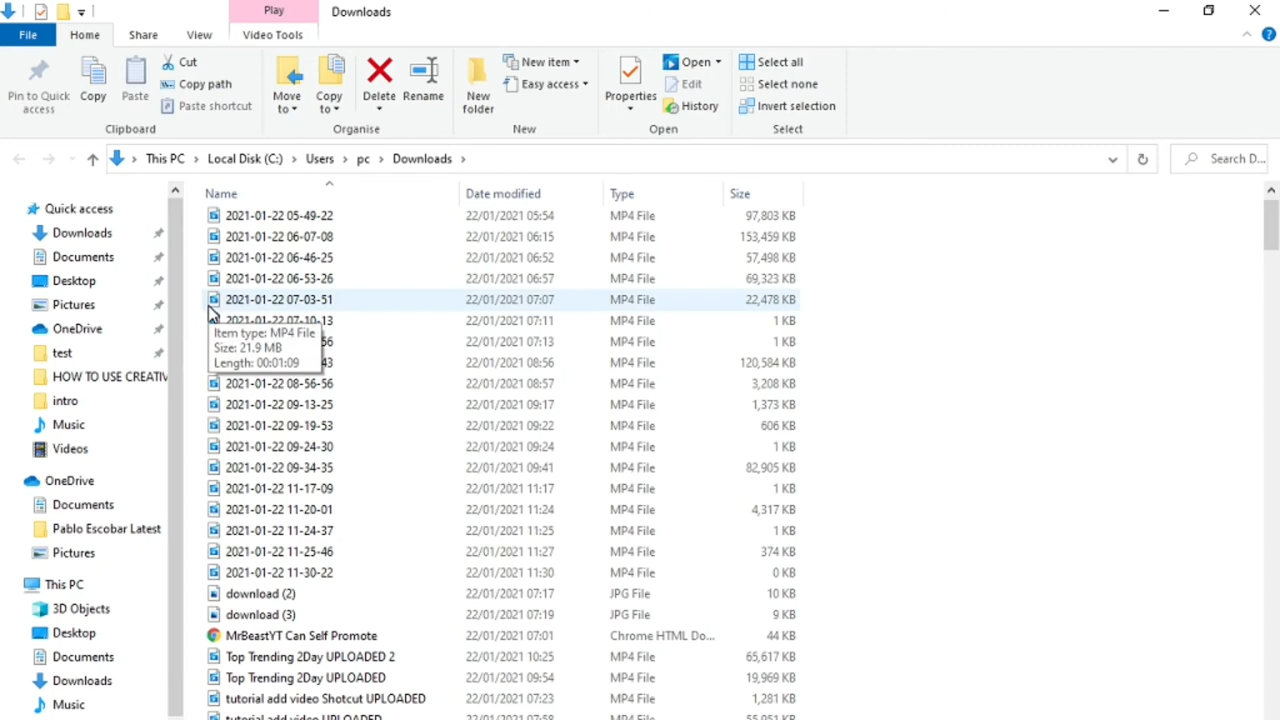 Play Downloads
File Home Share View Video Tools
Pin to Quick access
Copy
Paste
Cut
Copy path
Paste shortcut
Move to
Copy to
Delete
Rename
New folder
New item
Easy access
Properties
Open
Edit
History
Select all
Select none
Invert selection
Clipboard Organise New Open Select
This PC Local Disk (C:) Users pc Downloads Search D...
Name Date modified Type Size
Quick access
Downloads
Documents
Desktop
Pictures
OneDrive
test
HOW TO USE CREATIV
intro
Music
Videos
OneDrive
Documents
Pablo Escobar Latest
Pictures
This PC
3D Objects
Desktop
Documents
Downloads
Music
2021-01-22 05-49-22 22/01/2021 05:54 MP4 File 97,803 KB
2021-01-22 06-07-08 22/01/2021 06:15 MP4 File 153,459 KB
2021-01-22 06-46-25 22/01/2021 06:52 MP4 File 57,498 KB
2021-01-22 06-53-26 22/01/2021 06:57 MP4 File 69,323 KB
2021-01-22 07-03-51 22/01/2021 07:07 MP4 File 22,478 KB
2021-01-22 07-10-13 22/01/2021 07:11 MP4 File 1 KB
56 22/01/2021 07:13 MP4 File 1 KB
43 22/01/2021 08:56 MP4 File 120,584 KB
Item type: MP4 File
Size: 21.9 MB
Length: 00:01:09
2021-01-22 08-56-56 22/01/2021 08:57 MP4 File 3,208 KB
2021-01-22 09-13-25 22/01/2021 09:17 MP4 File 1,373 KB
2021-01-22 09-19-53 22/01/2021 09:22 MP4 File 606 KB
2021-01-22 09-24-30 22/01/2021 09:24 MP4 File 1 KB
2021-01-22 09-34-35 22/01/2021 09:41 MP4 File 82,905 KB
2021-01-22 11-17-09 22/01/2021 11:17 MP4 File 1 KB
2021-01-22 11-20-01 22/01/2021 11:24 MP4 File 4,317 KB
2021-01-22 11-24-37 22/01/2021 11:25 MP4 File 1 KB
2021-01-22 11-25-46 22/01/2021 11:27 MP4 File 374 KB
2021-01-22 11-30-22 22/01/2021 11:30 MP4 File 0 KB
download (2) 22/01/2021 07:17 JPG File 10 KB
download (3) 22/01/2021 07:19 JPG File 9 KB
MrBeastYT Can Self Promote 22/01/2021 07:01 Chrome HTML Do... 44 KB
Top Trending 2Day UPLOADED 2 22/01/2021 10:25 MP4 File 65,617 KB
Top Trending 2Day UPLOADED 22/01/2021 09:54 MP4 File 19,969 KB
tutorial add video Shotcut UPLOADED 22/01/2021 07:23 MP4 File 1,281 KB
tutorial add video UPLOADED 22/01/2021 07:58 MP4 File 55,951 KB